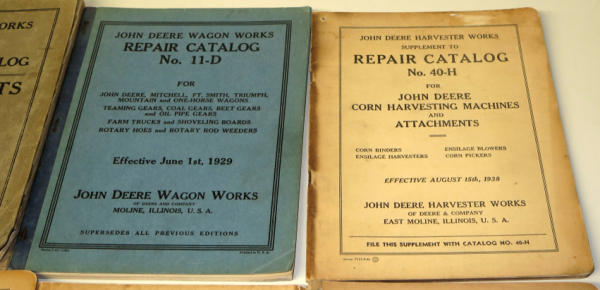 WORKS
LOG
TS
JOHN DEERE WAGON WORKS
REPAIR CATALOG
No. 11-D
FOR
JOHN DEERE, MITCHELL, FT. SMITH, TRIUMPH,
MOUNTAIN and ONE-HORSE WAGONS
TEAMING GEARS, COAL GEARS, BEET GEARS
and OIL PIPE GEARS
FARM TRUCKS and SHOVELING BOARDS
ROTARY HOES and ROTARY ROD WEEDERS
Effective June 1st, 1929
JOHN DEERE WAGON WORKS
OF DEERE AND COMPANY
MOLINE, ILLINOIS, U. S. A.
SUPERSEDES ALL PREVIOUS EDITIONS
JOHN DEERE HARVESTER WORKS
SUPPLEMENT TO
REPAIR CATALOG
No. 40-H
FOR
JOHN DEERE
CORN HARVESTING MACHINES
AND
ATTACHMENTS
CORN BINDERS ENSILAGE BLOWERS
ENSILAGE HARVESTERS CORN PICKERS
EFFECTIVE AUGUST 15th, 1938
JOHN DEERE HARVESTER WORKS
OF DEERE & COMPANY
EAST MOLINE, ILLINOIS, U. S. A.
FILE THIS SUPPLEMENT WITH CATALOG NO. 40-H